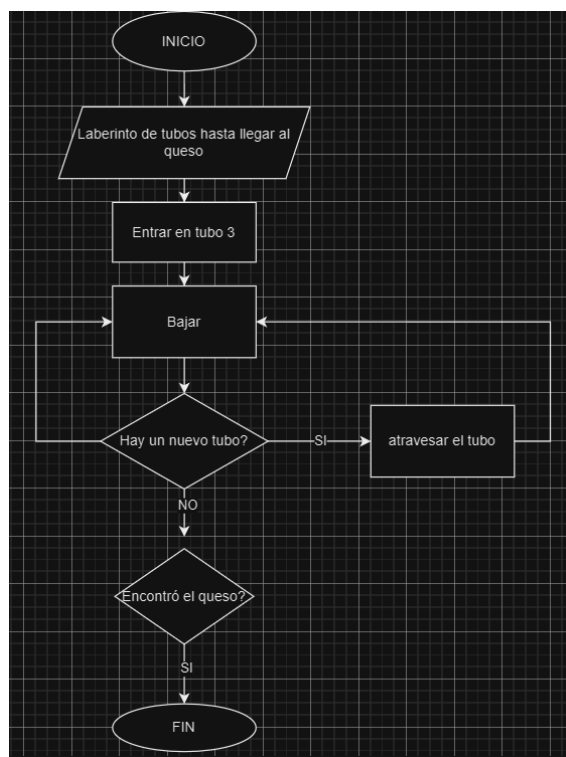 INICIO
Laberinto de tubos hasta llegar al
queso
Entrar en tubo 3
Bajar
Hay un nuevo tubo?
SI
atravesar el tubo
NO
Encontró el queso?
SI
FIN